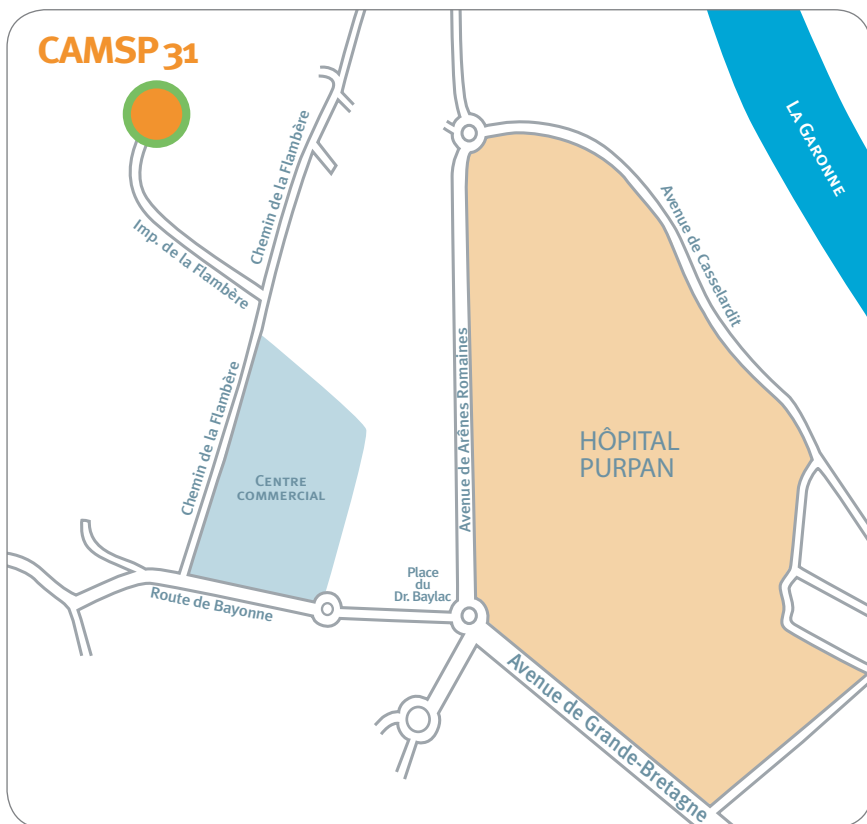 CAMSP 31
LA GARONNE
Chemin de la Flambère
Imp. de la Flambère
Avenue de Casselardit
Chemin de la Flambère
Avenue de Arênes Romaines
HÔPITAL
PURPAN
CENTRE
COMMERCIAL
Place
du
Dr. Baylac
Route de Bayonne
Avenue de Grande-Bretagne